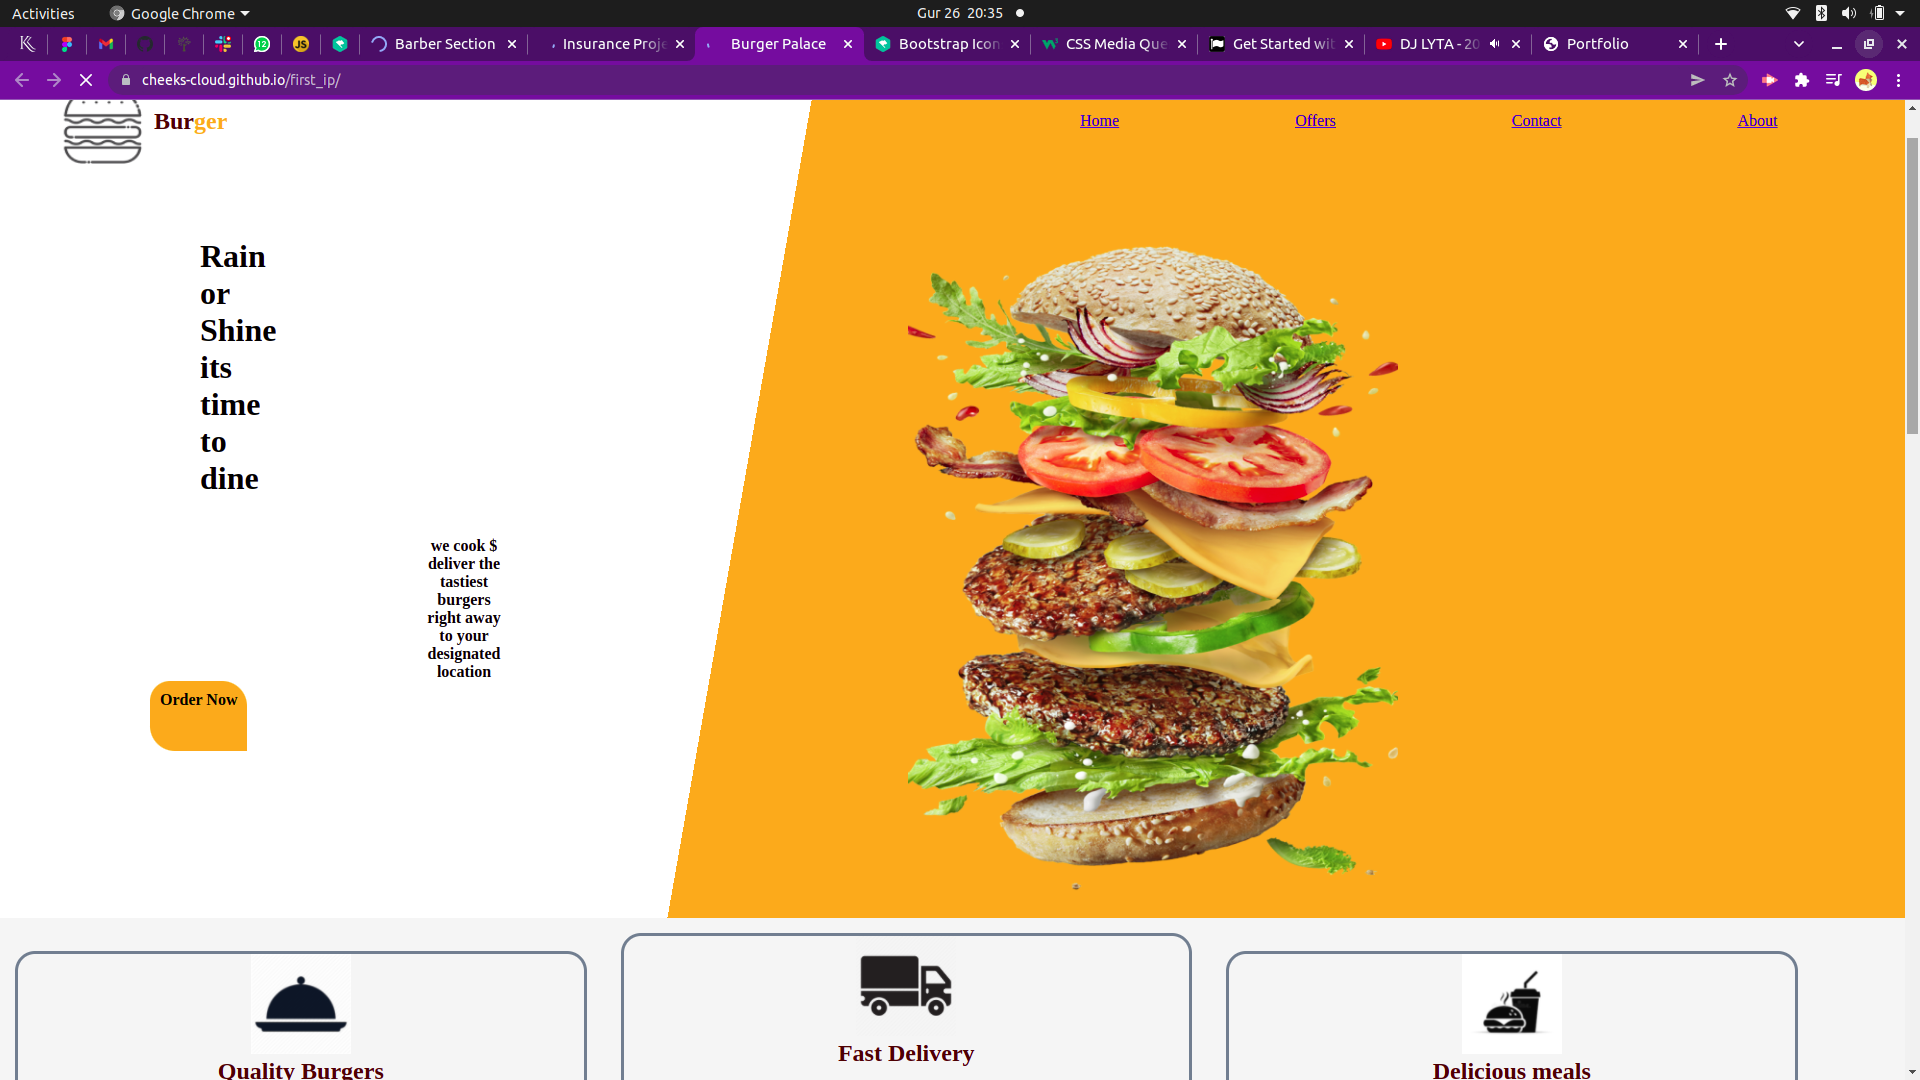 Activities
Google Chrome
Gur 26 20:35
12
JS
Barber Section
Insurance Proje
Burger Palace
Bootstrap Icon
CSS Media Que
Get Started wit
DJ LYTA - 20
Portfolio
cheeks-cloud.github.io/first_ip/
Burger
Home
Offers
Contact
About
Rain
or
Shine
its
time
to
dine
we cook $
deliver the
tastiest
burgers
right away
to your
designated
location
Order Now
Quality Burgers
Fast Delivery
Delicious meals